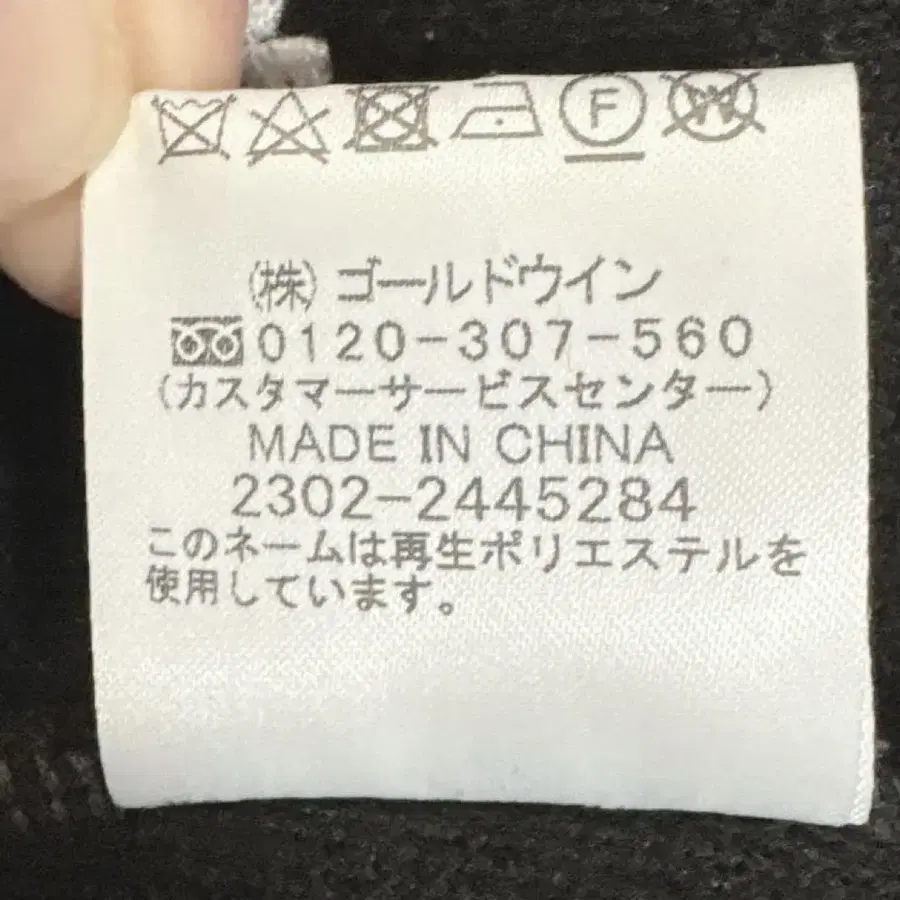 F W
(株)ゴールドウイン
0120-307-560
(カスタマーサービスセンター)
MADE IN CHINA
2302-2445284
このネームは再生ポリエステルを
使用しています。